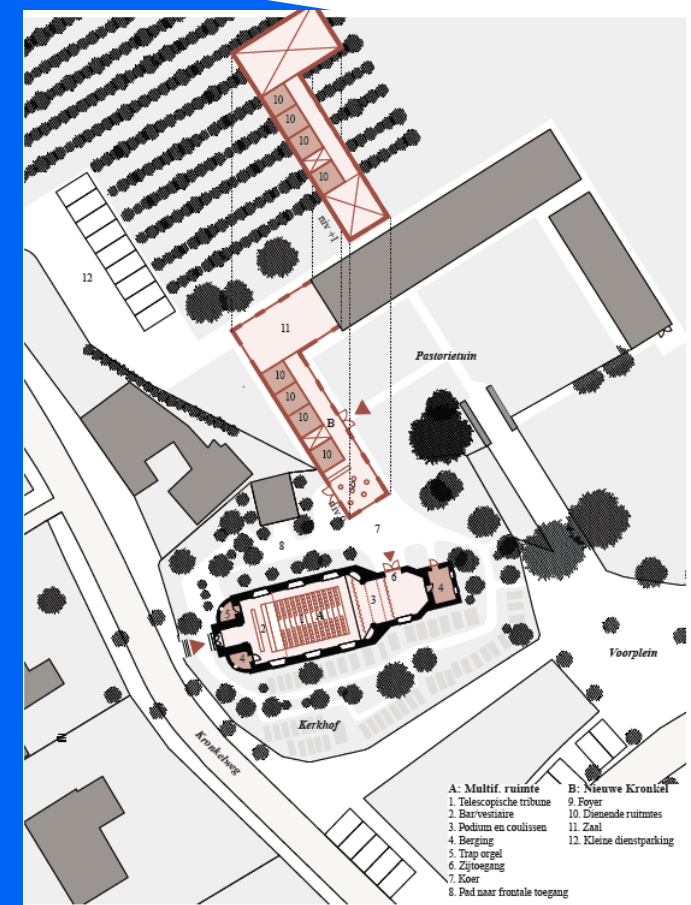 10
10
10
10
niv +1
12
11
Pastorietuin
10
10
10
B
10
9
niv
7
8
6
5
1
A
3
4
2
4
Voorplein
Kerkhof
Kronkelweg
A: Multif. ruimte
1. Telescopische tribune
2. Bar/vestiaire
3. Podium en coulissen
4. Berging
5. Trap orgel
6. Zijtoegang
7. Koer
8. Pad naar frontale toegang
B: Nieuwe Kronkel
9. Foyer
10. Dienende ruitmtes
11. Zaal
12. Kleine dienstparking